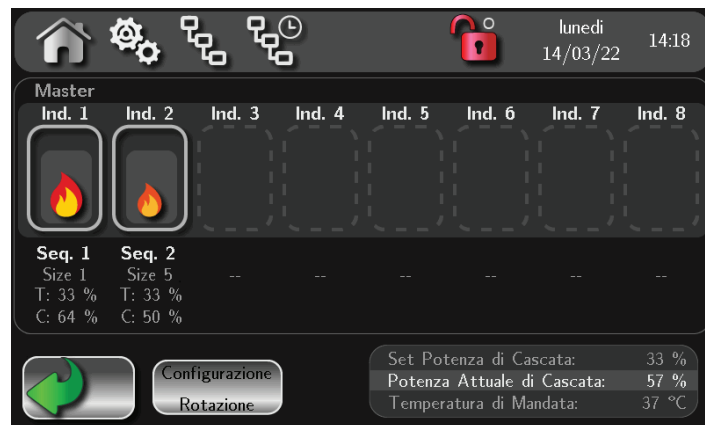 lunedi
14/03/22
14:18
Master
Ind. 1 Ind. 2 Ind. 3 Ind. 4 Ind. 5 Ind. 6 Ind. 7 Ind. 8
Seq. 1 Seq. 2
Size 1 Size 5 -- -- -- -- -- --
T: 33 % T: 33 %
C: 64 % C: 50 %
Configurazione
Rotazione
Set Potenza di Cascata: 33 %
Potenza Attuale di Cascata: 57 %
Temperatura di Mandata: 37 °C